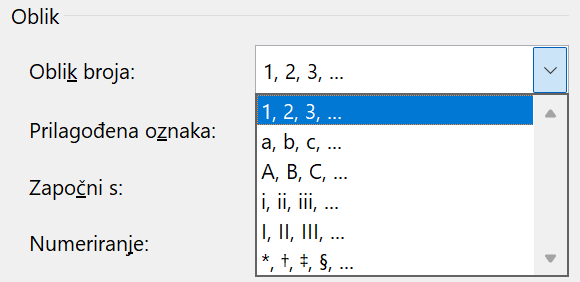 Oblik
Oblik broja:
1, 2, 3, ...
1, 2, 3, ...
Prilagođena oznaka:
a, b, c, ...
A, B, C, ...
Započni s:
i, ii, iii, ...
I, II, III, ...
Numeriranje:
*, †, ‡, §, ...